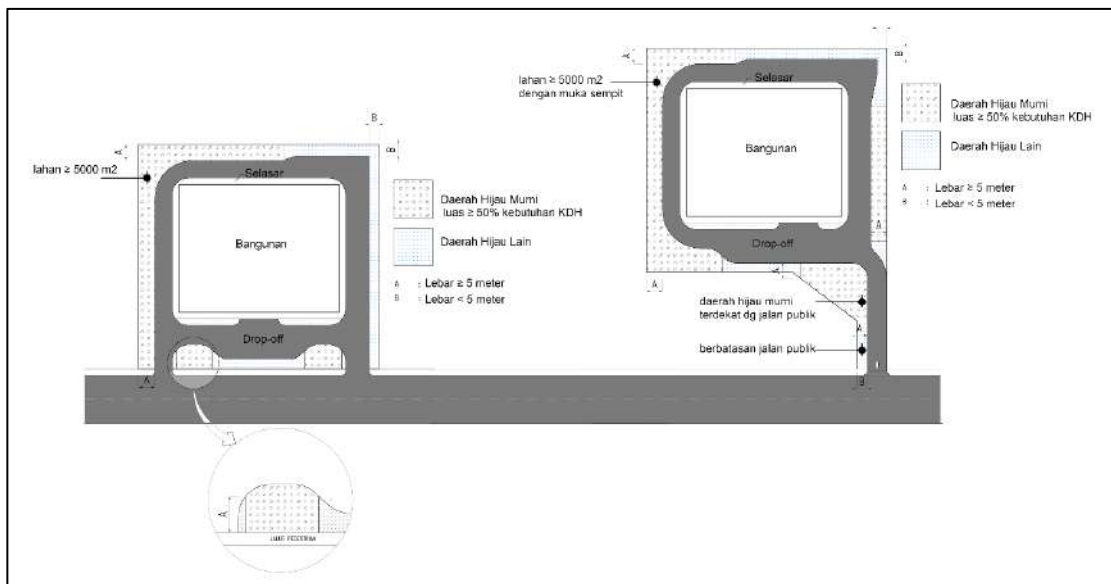 A
B
B
lahan ≥ 5000 m2
Selasar
Bangunan
Drop-off
A
Daerah Hijau Murni
luas ≥ 50% kebutuhan KDH
Daerah Hijau Lain
A : Lebar ≥ 5 meter
B : Lebar < 5 meter
A
JALUR PEDESTRIAN
A
B
B
lahan ≥ 5000 m2
dengan muka sempit
Selasar
Bangunan
Drop-off
A
A
A
daerah hijau murni
terdekat dg jalan publik
A
berbatasan jalan publik
B
Daerah Hijau Murni
luas ≥ 50% kebutuhan KDH
Daerah Hijau Lain
A : Lebar ≥ 5 meter
B : Lebar < 5 meter